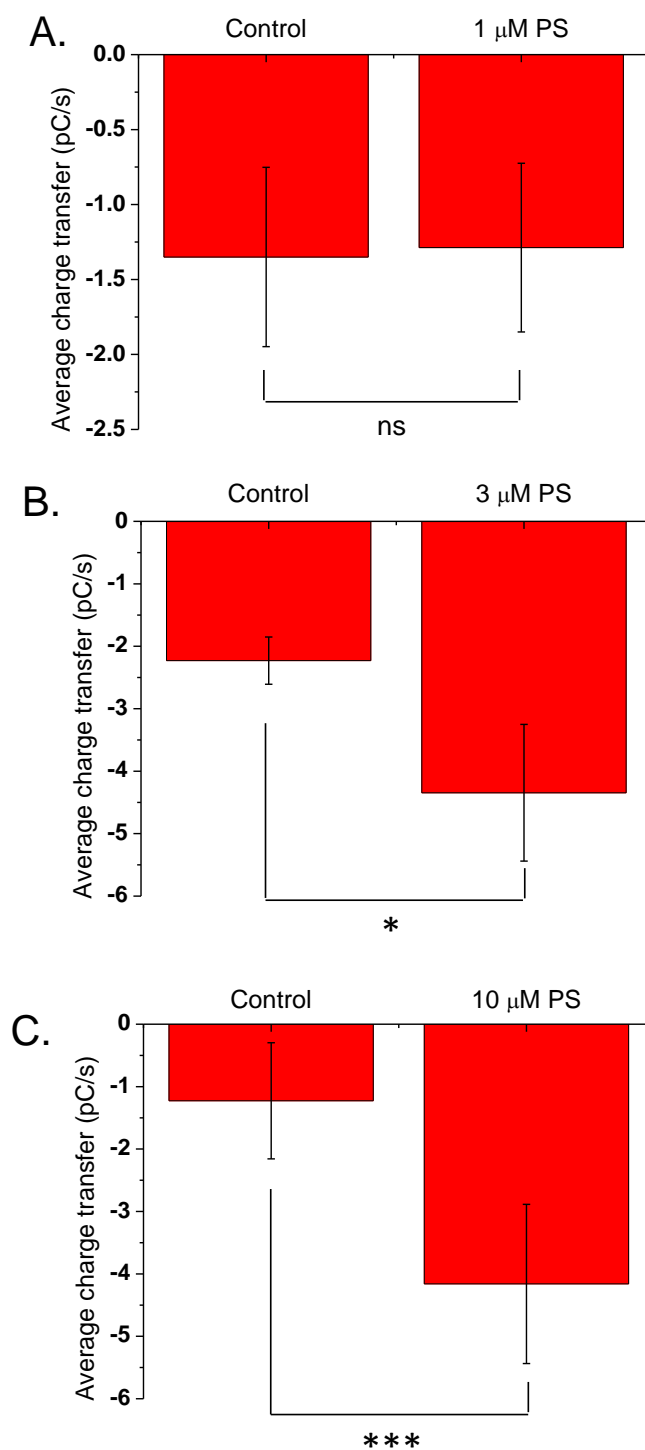 A.
Control 1 μM PS
Average charge transfer (pC/s)
0.0
-0.5
-1.0
-1.5
-2.0
-2.5
ns
B.
Control 3 μM PS
Average charge transfer (pC/s)
0
-1
-2
-3
-4
-5
-6
*
C.
Control 10 μM PS
Average charge transfer (pC/s)
0
-1
-2
-3
-4
-5
-6
***